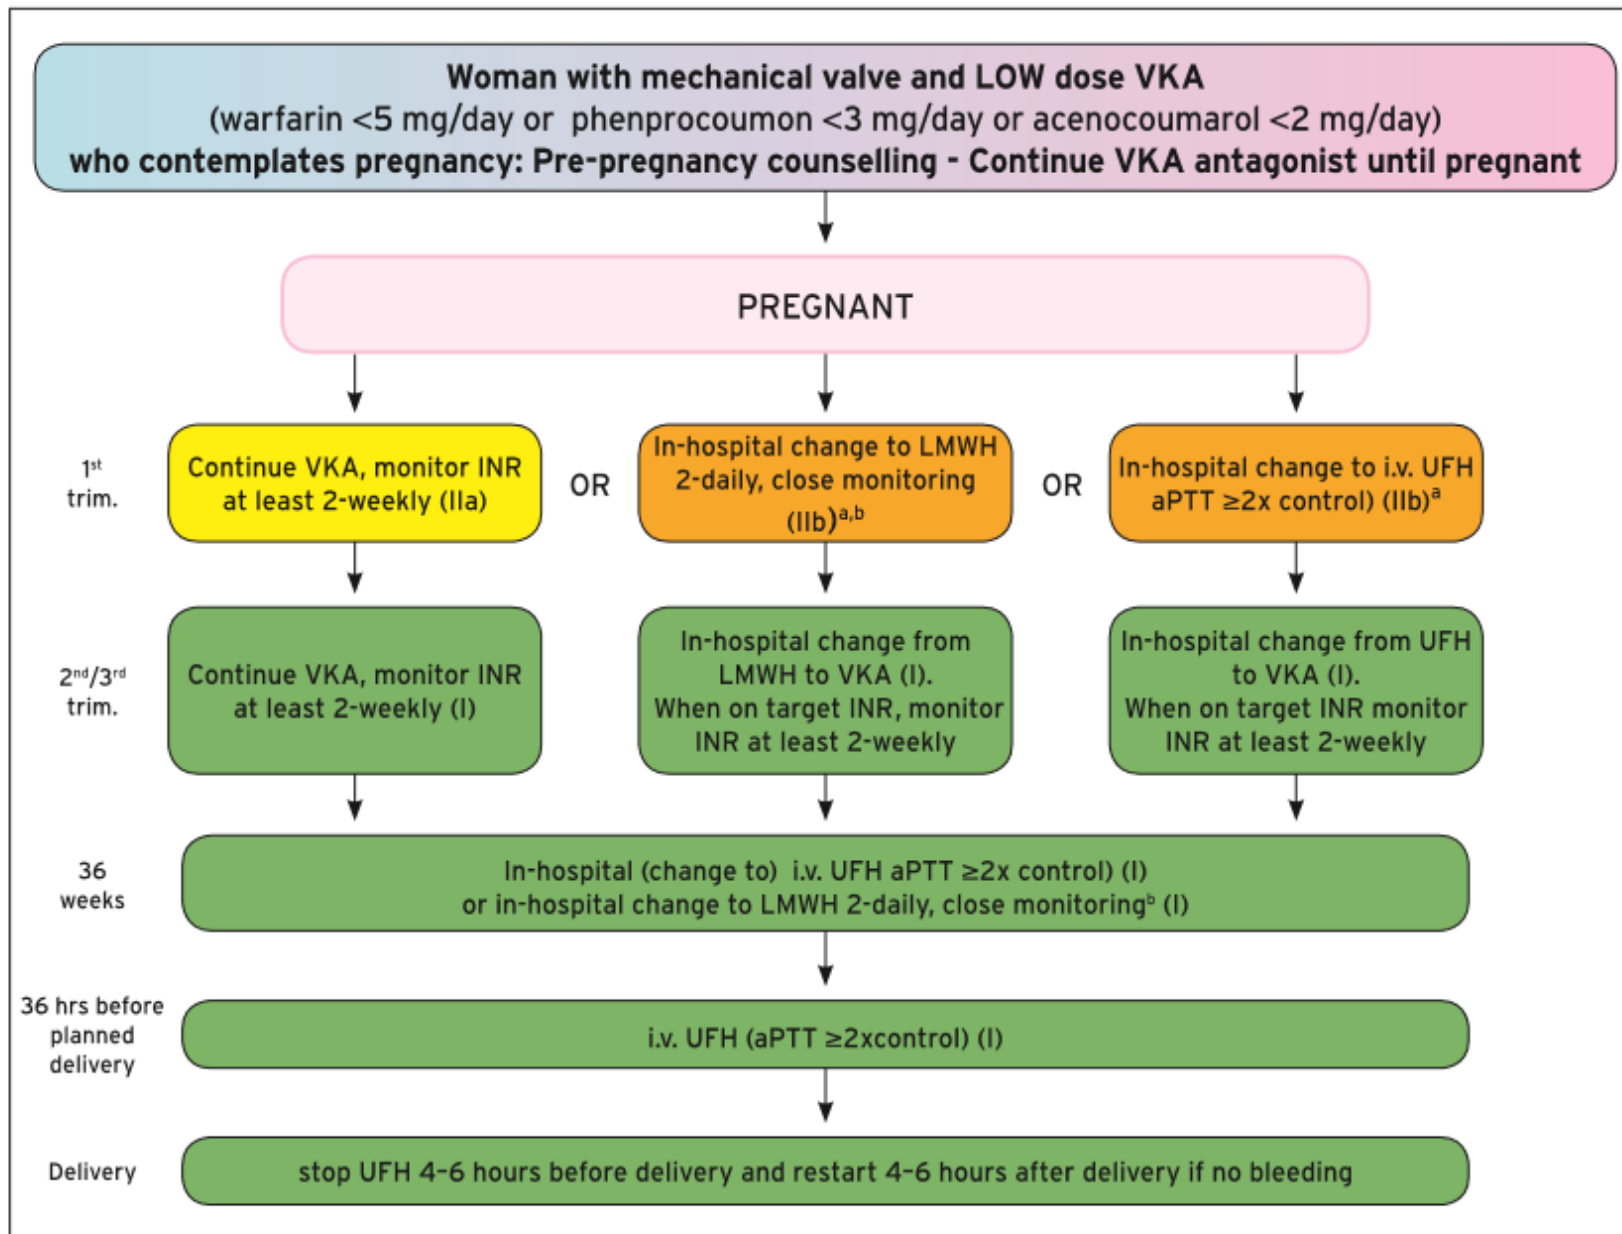 Woman with mechanical valve and LOW dose VKA
(warfarin <5 mg/day or phenprocoumon <3 mg/day or acenocoumarol <2 mg/day)
who contemplates pregnancy: Pre-pregnancy counselling - Continue VKA antagonist until pregnant
PREGNANT
1st
trim.
Continue VKA, monitor INR
at least 2-weekly (IIa)
OR
In-hospital change to LMWH
2-daily, close monitoring
(IIb)a,b
OR
In-hospital change to i.v. UFH
aPTT ≥2x control) (IIb)a
2nd/3rd
trim.
Continue VKA, monitor INR
at least 2-weekly (I)
In-hospital change from
LMWH to VKA (I).
When on target INR, monitor
INR at least 2-weekly
In-hospital change from UFH
to VKA (I).
When on target INR monitor
INR at least 2-weekly
36
weeks
In-hospital (change to) i.v. UFH aPTT ≥2x control) (I)
or in-hospital change to LMWH 2-daily, close monitoringb (I)
36 hrs before
planned
delivery
i.v. UFH (aPTT ≥2xcontrol) (I)
Delivery
stop UFH 4–6 hours before delivery and restart 4–6 hours after delivery if no bleeding